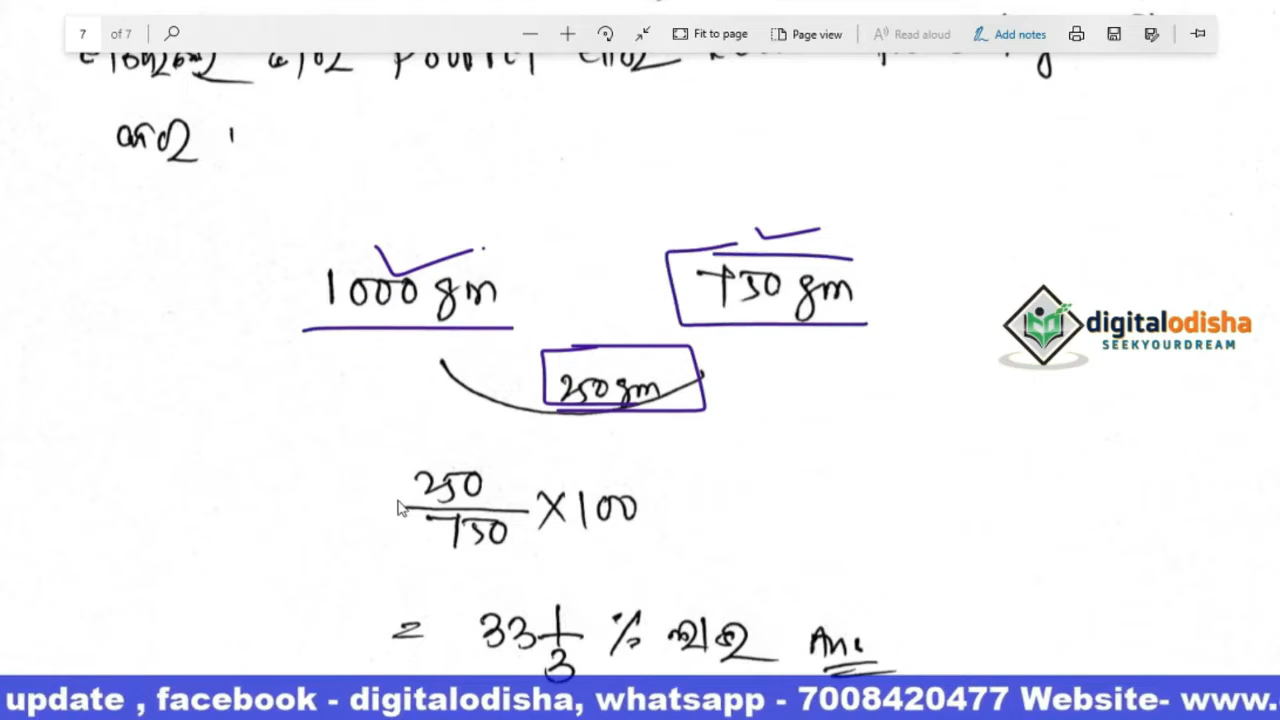 7 of 7 Fit to page Page view Read aloud Add notes
କର ।
1000 gm 750 gm
250 gm
digitalodisha
SEEKYOURDREAM
250
750 × 100
= 33 1/3 % ଲାଭ Ans
update , facebook - digitalodisha, whatsapp - 7008420477 Website- www.